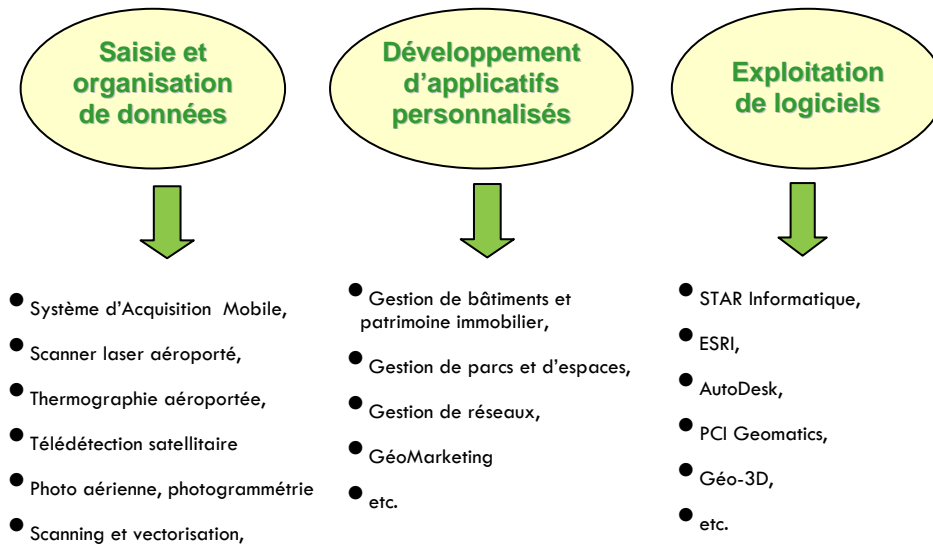 Saisie et
organisation
de données
Développement
d'applicatifs
personnalisés
Exploitation
de logiciels
● Système d'Acquisition Mobile,
● Scanner laser aéroporté,
● Thermographie aéroportée,
● Télédétection satellitaire
● Photo aérienne, photogrammétrie
● Scanning et vectorisation,
● Gestion de bâtiments et
patrimoine immobilier,
● Gestion de parcs et d'espaces,
● Gestion de réseaux,
● GéoMarketing
● etc.
● STAR Informatique,
● ESRI,
● AutoDesk,
● PCI Geomatics,
● Géo-3D,
● etc.